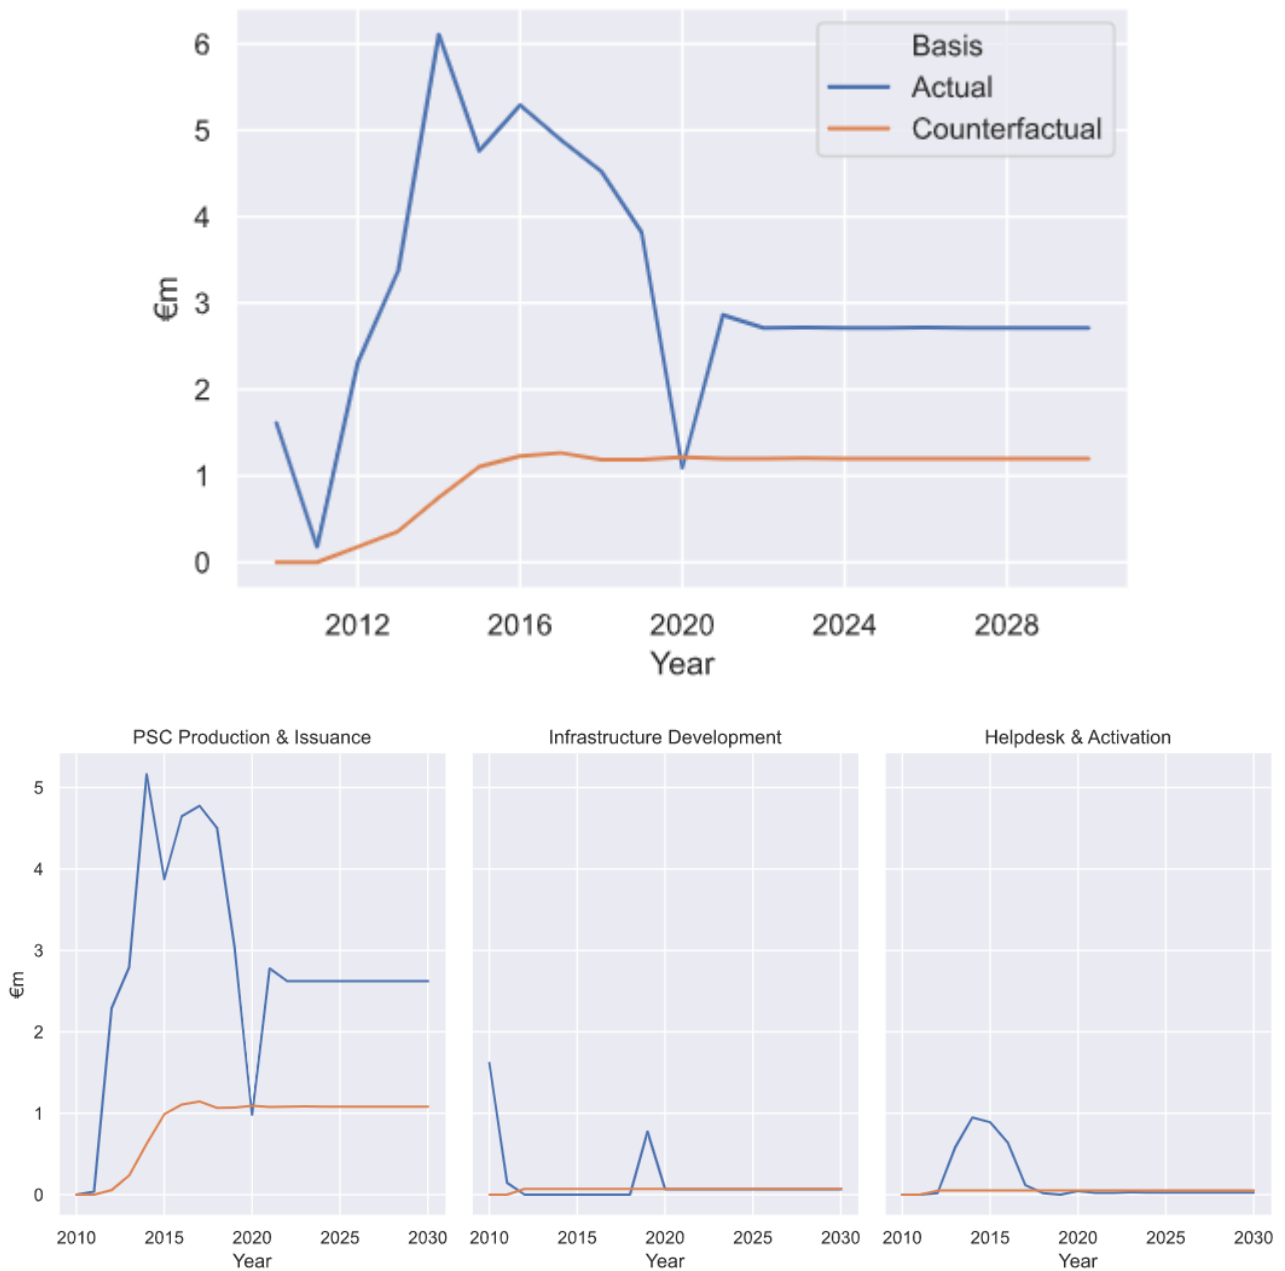 6
5
4
3
2
1
0
€m
Basis
Actual
Counterfactual
2012 2016 2020 2024 2028
Year
PSC Production & Issuance
Infrastructure Development
Helpdesk & Activation
5
4
3
2
1
0
€m
2010 2015 2020 2025 2030
Year
2010 2015 2020 2025 2030
Year
2010 2015 2020 2025 2030
Year